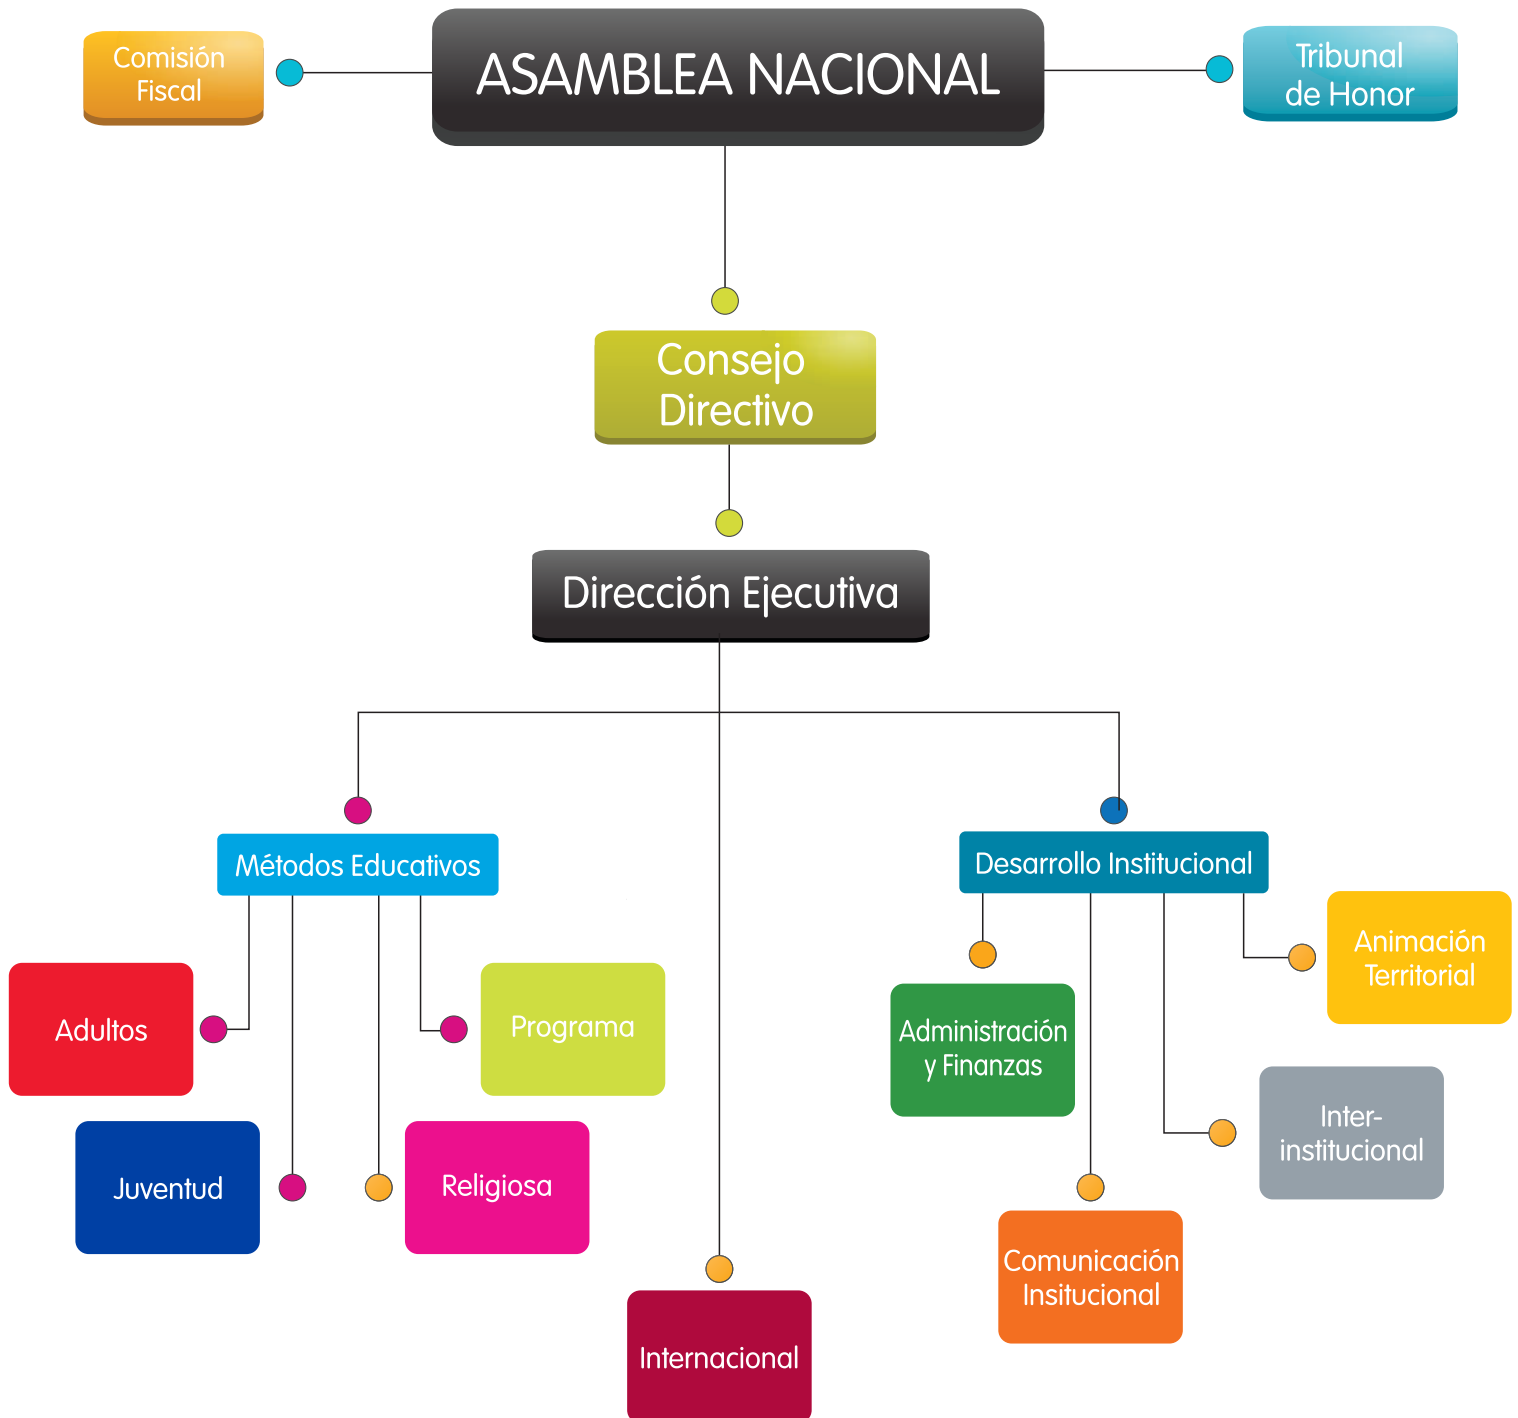 Comisión
Fiscal
ASAMBLEA NACIONAL
Tribunal
de Honor
Consejo
Directivo
Dirección Ejecutiva
Métodos Educativos
Desarrollo Institucional
Adultos
Programa
Juventud
Religiosa
Internacional
Administración
y Finanzas
Animación
Territorial
Inter-
institucional
Comunicación
Insitucional